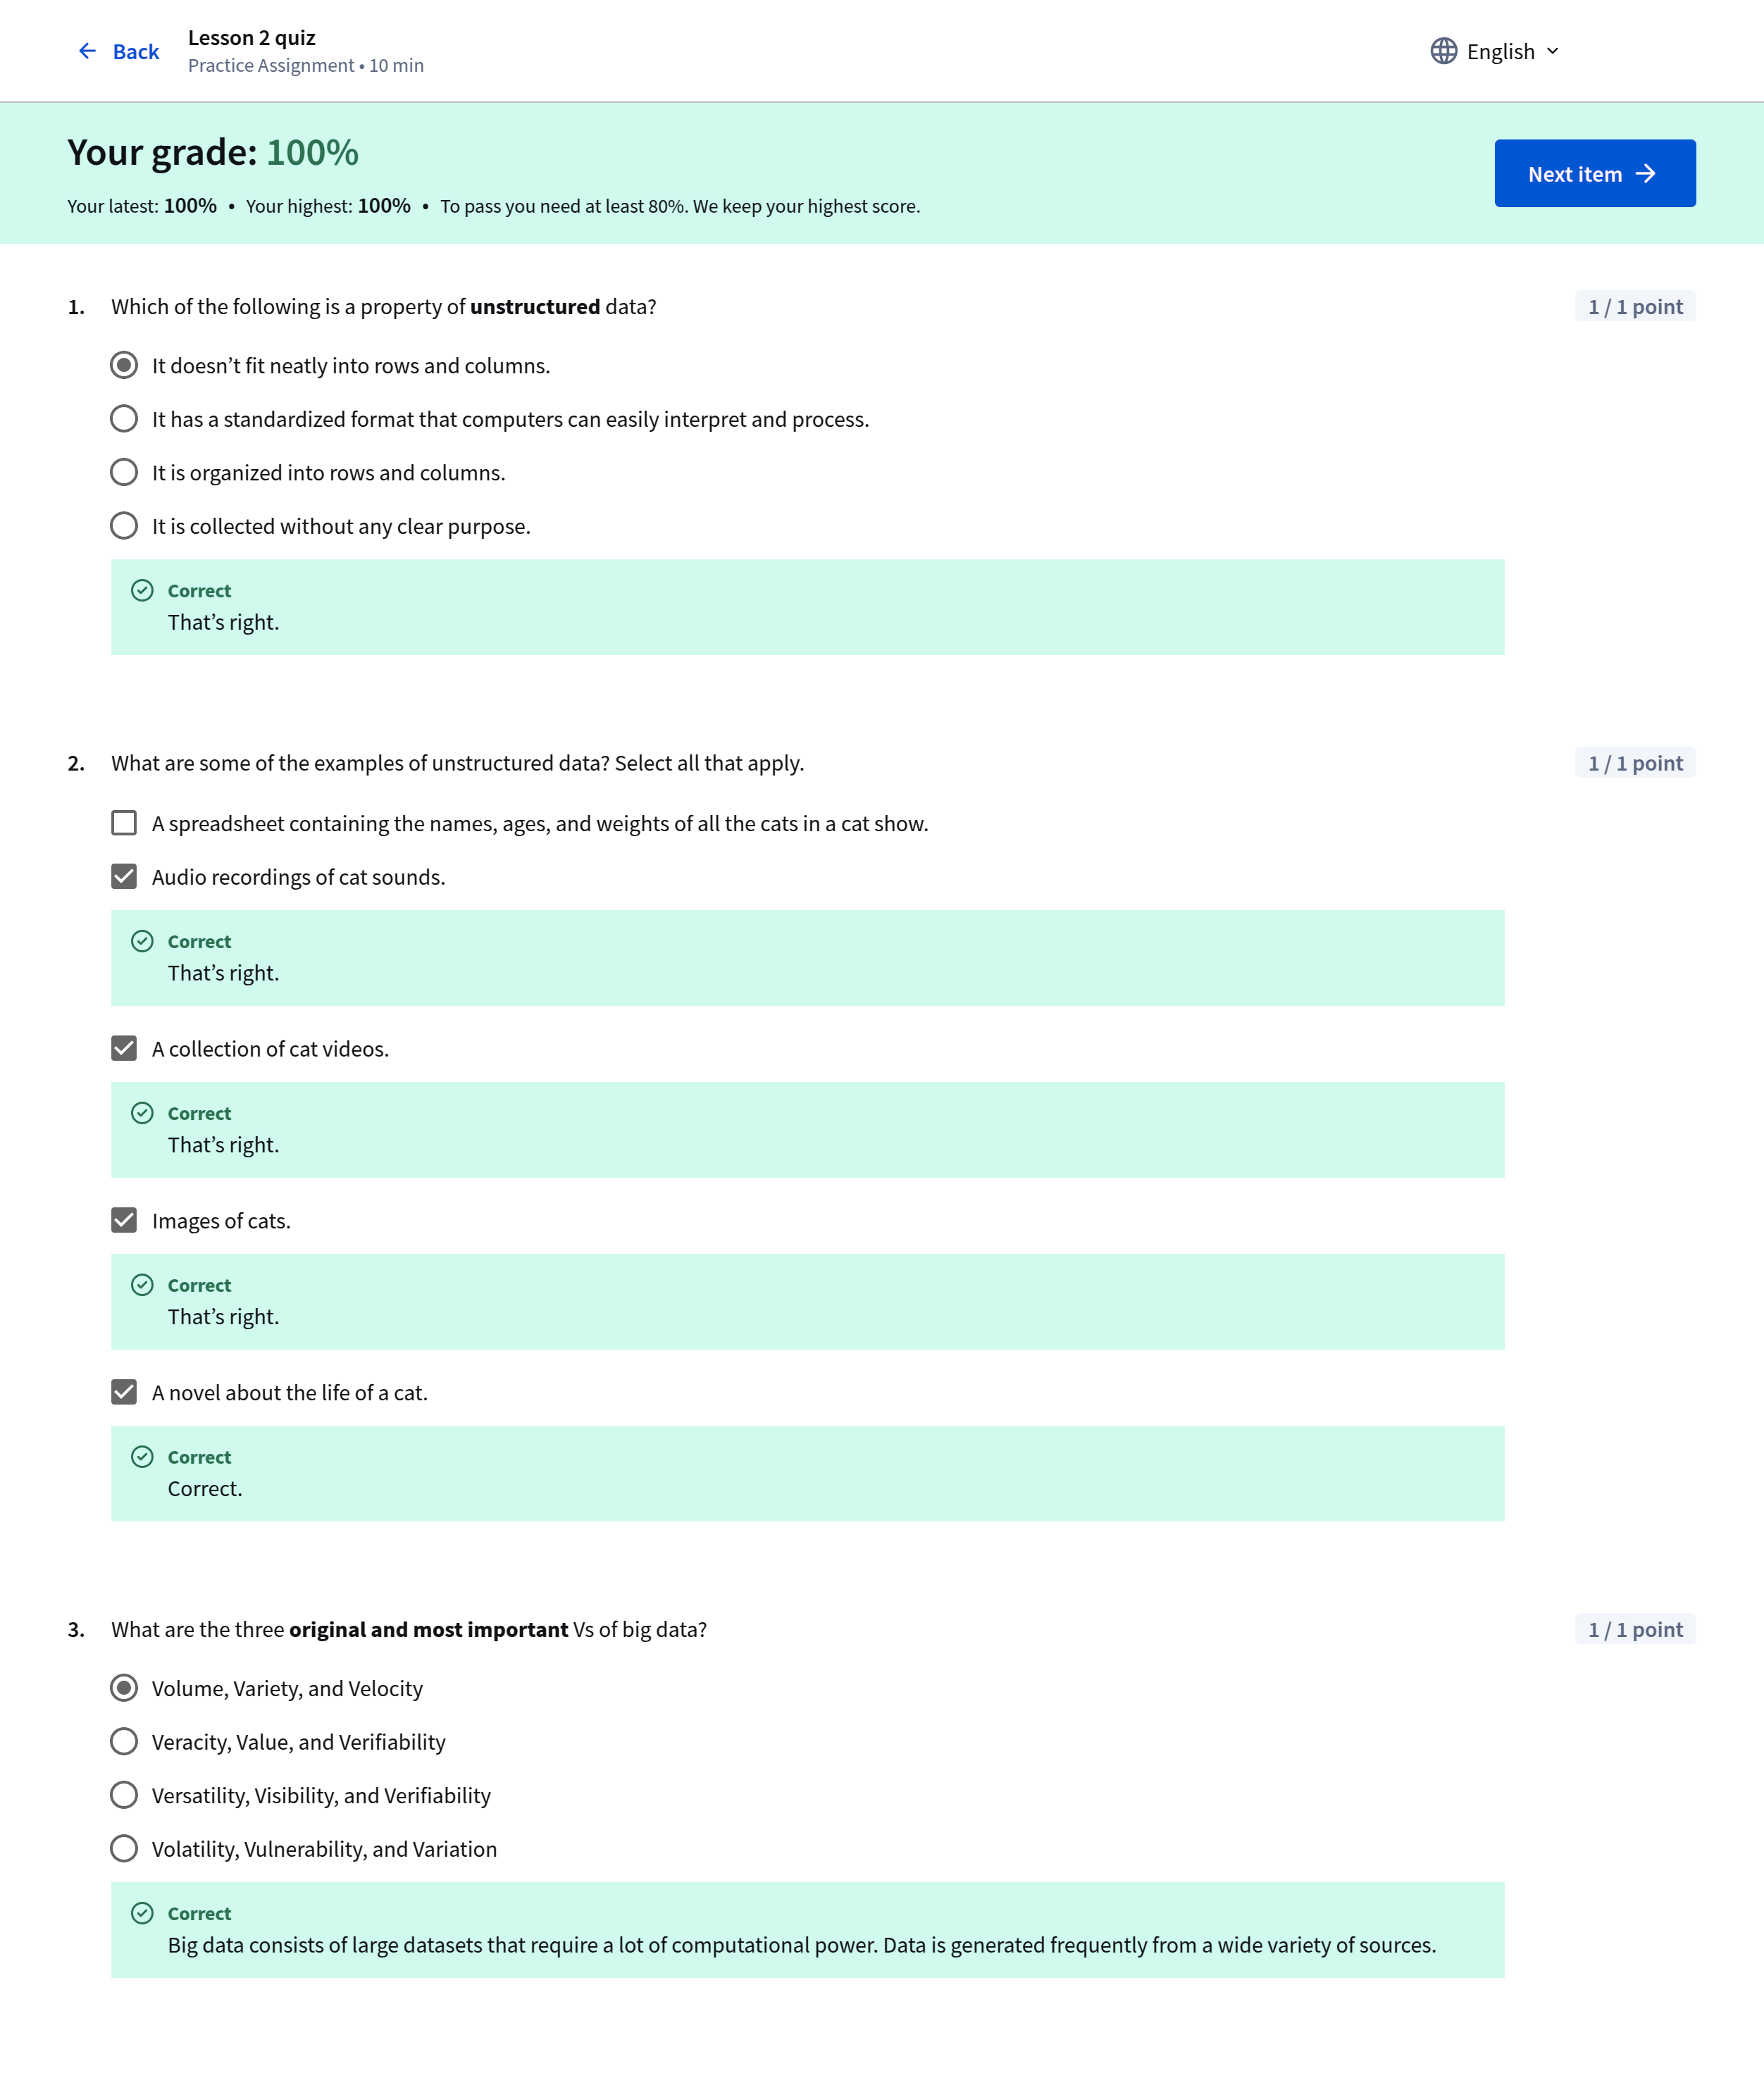 Back
Lesson 2 quiz
Practice Assignment • 10 min
English
Your grade: 100%
Your latest: 100% • Your highest: 100% • To pass you need at least 80%. We keep your highest score.
Next item
1. Which of the following is a property of unstructured data?
1 / 1 point
It doesn’t fit neatly into rows and columns.
It has a standardized format that computers can easily interpret and process.
It is organized into rows and columns.
It is collected without any clear purpose.
Correct
That’s right.
2. What are some of the examples of unstructured data? Select all that apply.
1 / 1 point
A spreadsheet containing the names, ages, and weights of all the cats in a cat show.
Audio recordings of cat sounds.
Correct
That’s right.
A collection of cat videos.
Correct
That’s right.
Images of cats.
Correct
That’s right.
A novel about the life of a cat.
Correct
Correct.
3. What are the three original and most important Vs of big data?
1 / 1 point
Volume, Variety, and Velocity
Veracity, Value, and Verifiability
Versatility, Visibility, and Verifiability
Volatility, Vulnerability, and Variation
Correct
Big data consists of large datasets that require a lot of computational power. Data is generated frequently from a wide variety of sources.